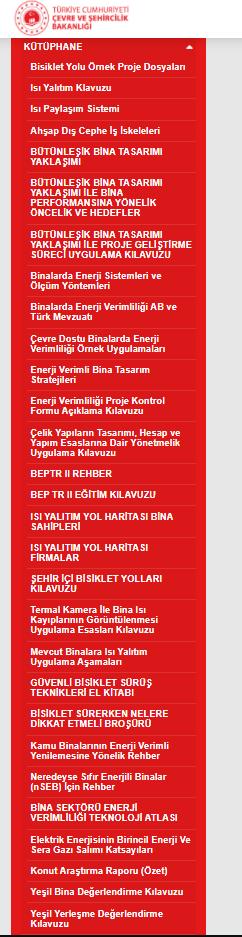 TÜRKİYE CUMHURİYETİ
ÇEVRE VE ŞEHİRCİLİK
BAKANLIĞI
KÜTÜPHANE
Bisiklet Yolu Örnek Proje Dosyaları
Isı Yalıtım Klavuzu
Isı Paylaşım Sistemi
Ahşap Dış Cephe İş İskeleleri
BÜTÜNLEŞİK BİNA TASARIMI
YAKLAŞIMI
BÜTÜNLEŞİK BİNA TASARIMI
YAKLAŞIMI İLE BİNA
PERFORMANSINA YÖNELİK
ÖNCELİK VE HEDEFLER
BÜTÜNLEŞİK BİNA TASARIMI
YAKLAŞIMI İLE PROJE GELİŞTİRME
SÜRECİ UYGULAMA KILAVUZU
Binalarda Enerji Sistemleri ve
Ölçüm Yöntemleri
Binalarda Enerji Verimliliği AB ve
Türk Mevzuatı
Çevre Dostu Binalarda Enerji
Verimliliği Örnek Uygulamaları
Enerji Verimli Bina Tasarım
Stratejileri
Enerji Verimliliği Proje Kontrol
Formu Açıklama Kılavuzu
Çelik Yapıların Tasarımı, Hesap ve
Yapım Esaslarına Dair Yönetmelik
Uygulama Kılavuzu
BEPTR II REHBER
BEP TR II EĞİTİM KILAVUZU
ISI YALITIM YOL HARİTASI BİNA
SAHİPLERİ
ISI YALITIM YOL HARİTASI
FİRMALAR
ŞEHİR İÇİ BİSİKLET YOLLARI
KILAVUZU
Termal Kamera İle Bina Isı
Kayıplarının Görüntülenmesi
Uygulama Esasları Kılavuzu
Mevcut Binalara Isı Yalıtım
Uygulama Aşamaları
GÜVENLİ BİSİKLET SÜRÜŞ
TEKNİKLERİ EL KİTABI
BİSİKLET SÜRERKEN NELERE
DİKKAT ETMELİ BROŞÜRÜ
Kamu Binalarının Enerji Verimli
Yenilemesine Yönelik Rehber
Neredeyse Sıfır Enerjili Binalar
(nSEB) İçin Rehber
BİNA SEKTÖRÜ ENERJİ
VERİMLİLİĞİ TEKNOLOJİ ATLASI
Elektrik Enerjisinin Birincil Enerji Ve
Sera Gazı Salımı Katsayıları
Konut Araştırma Raporu (Özet)
Yeşil Bina Değerlendirme Kılavuzu
Yeşil Yerleşme Değerlendirme
Kılavuzu